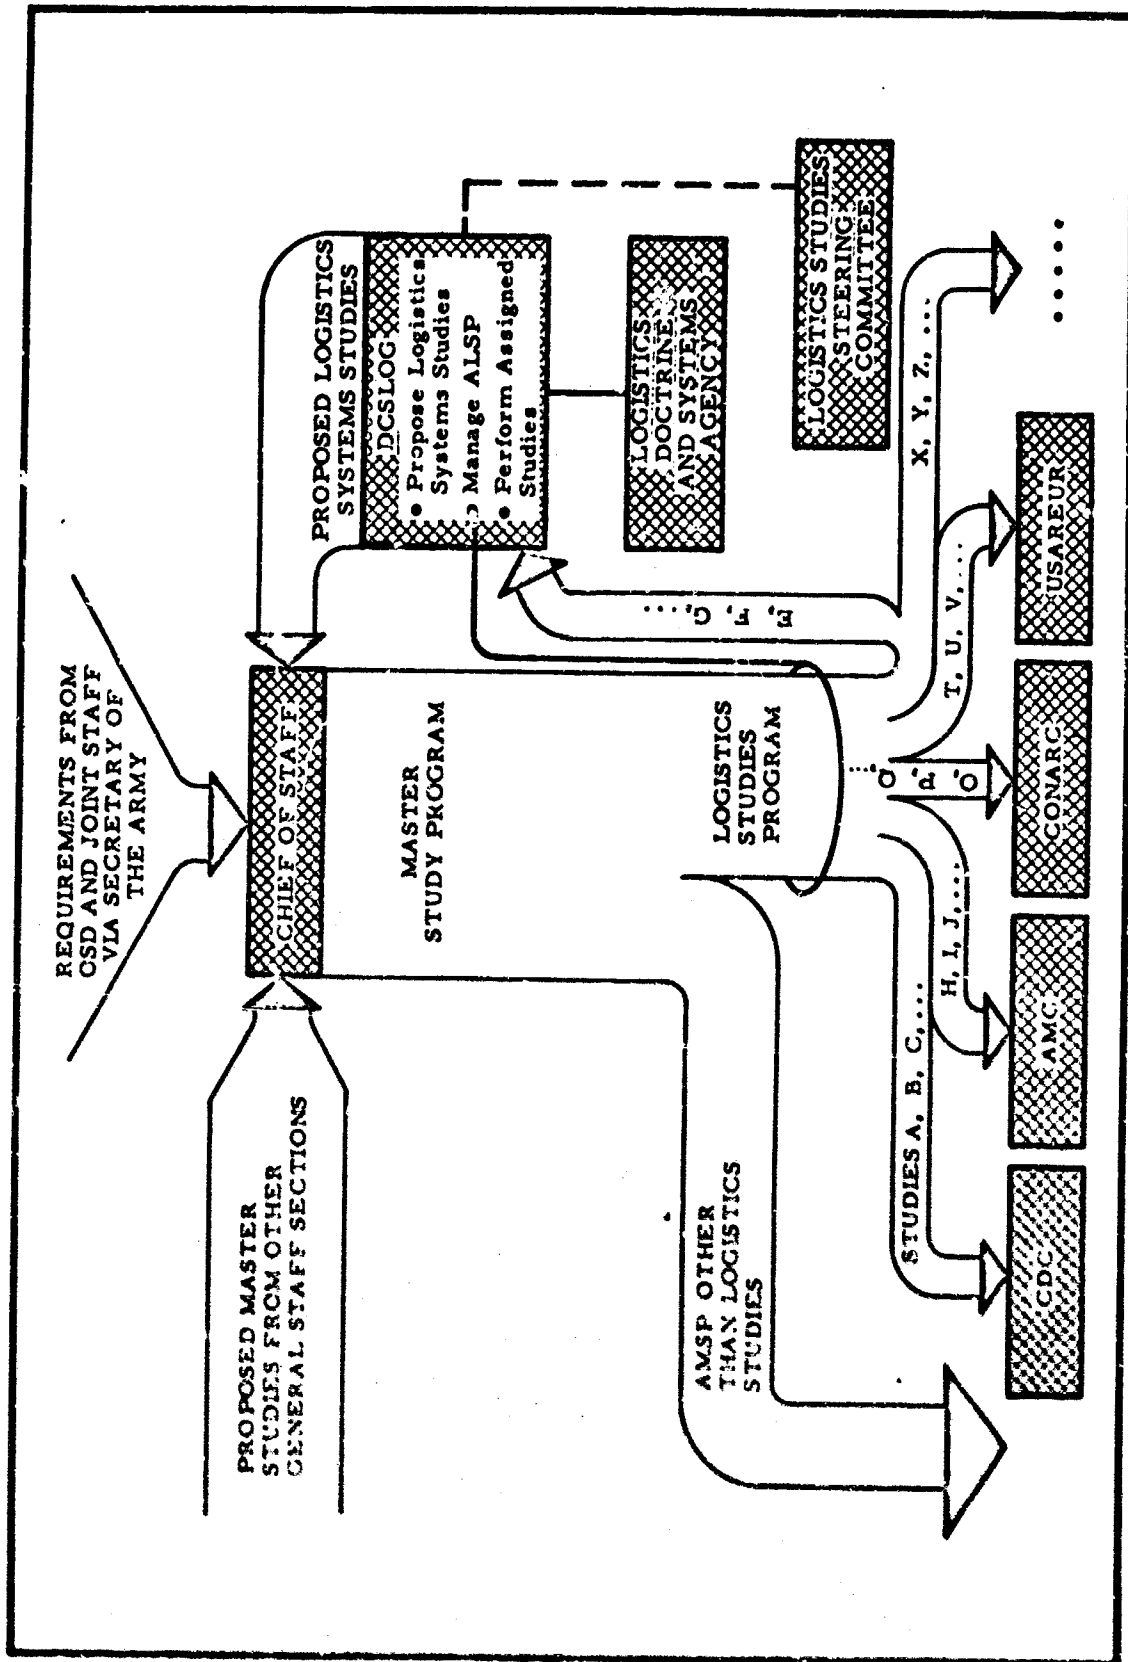 REQUIREMENTS FROM
OSD AND JOINT STAFF
VIA SECRETARY OF
THE ARMY
PROPOSED MASTER
STUDIES FROM OTHER
GENERAL STAFF SECTIONS
CHIEF OF STAFF
PROPOSED LOGISTICS
SYSTEMS STUDIES
DCSLOG
• Propose Logistics
Systems Studies
• Manage ALSP
• Perform Assigned
Studies
MASTER
STUDY PROGRAM
LOGISTICS
DOCTRINE
AND SYSTEMS
AGENCY
LOGISTICS STUDIES
STEERING
COMMITTEE
AMSP OTHER
THAN LOGISTICS
STUDIES
LOGISTICS
STUDIES
PROGRAM
E, F, G, ...
STUDIES A, B, C, ...
H, I, J, ...
O, P, Q, ...
T, U, V, ...
X, Y, Z, ...
CDC
AMC
CONARC
USAREUR
.....